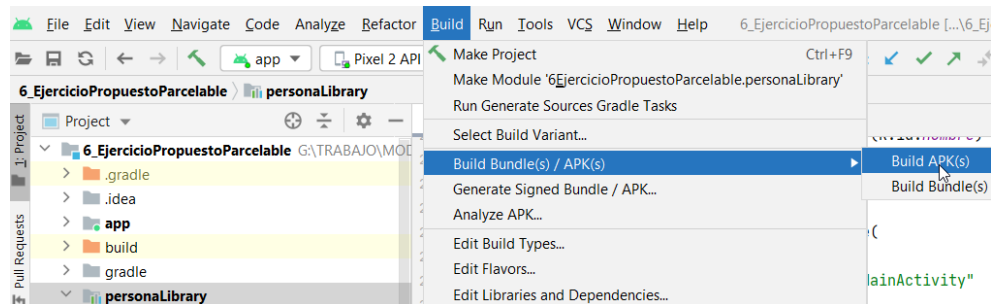 File Edit View Navigate Code Analyze Refactor Build Run Tools VCS Window Help 6_EjercicioPropuestoParcelable [...\6_Ej
app Pixel 2 API
6_EjercicioPropuestoParcelable personaLibrary
1: Project
Pull Requests
Project
6_EjercicioPropuestoParcelable G:\TRABAJO\MOD
.gradle
.idea
app
build
gradle
personaLibrary
Make Project Ctrl+F9
Make Module '6EjercicioPropuestoParcelable.personaLibrary'
Run Generate Sources Gradle Tasks
Select Build Variant...
Build Bundle(s) / APK(s)
Generate Signed Bundle / APK...
Analyze APK...
Edit Build Types...
Edit Flavors...
Edit Libraries and Dependencies...
Build APK(s)
Build Bundle(s)
(R.id.nombre)
(
MainActivity"